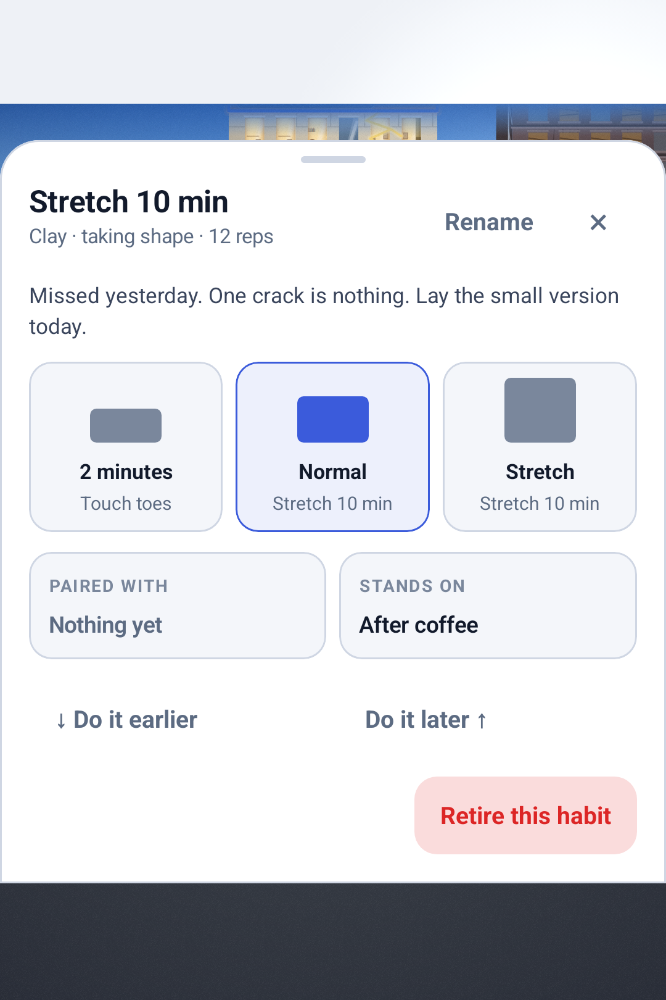 Stretch 10 min
Clay · taking shape · 12 reps
Rename
×
Missed yesterday. One crack is nothing. Lay the small version
today.
2 minutes
Touch toes
Normal
Stretch 10 min
Stretch
Stretch 10 min
PAIRED WITH
Nothing yet
STANDS ON
After coffee
↓ Do it earlier
Do it later ↑
Retire this habit